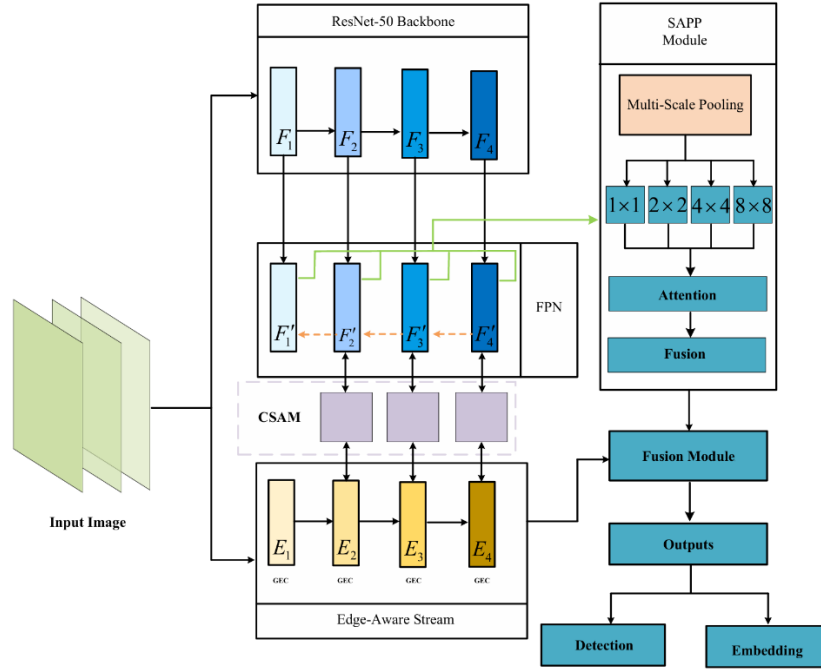 ResNet-50 Backbone
F1
F2
F3
F4
SAPP
Module
Multi-Scale Pooling
1×1
2×2
4×4
8×8
Attention
Fusion
FPN
F′1
F′2
F′3
F′4
CSAM
Input Image
E1
E2
E3
E4
GEC
GEC
GEC
GEC
Edge-Aware Stream
Fusion Module
Outputs
Detection
Embedding